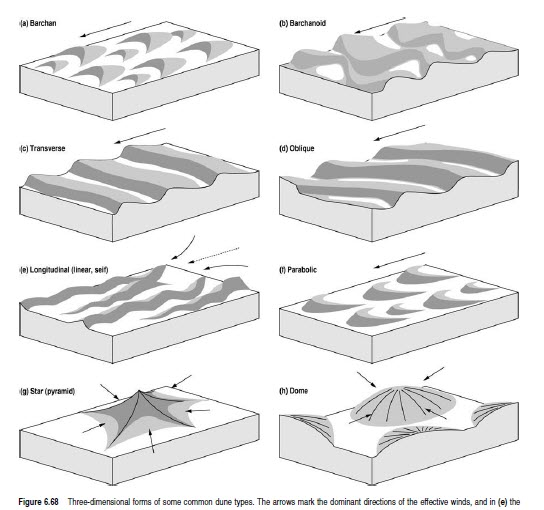 (a) Barchan
(b) Barchanoid
(c) Transverse
(d) Oblique
(e) Longitudinal (linear, seif)
(f) Parabolic
(g) Star (pyramid)
(h) Dome
Figure 6.68 Three-dimensional forms of some common dune types. The arrows mark the dominant directions of the effective winds, and in (e) the